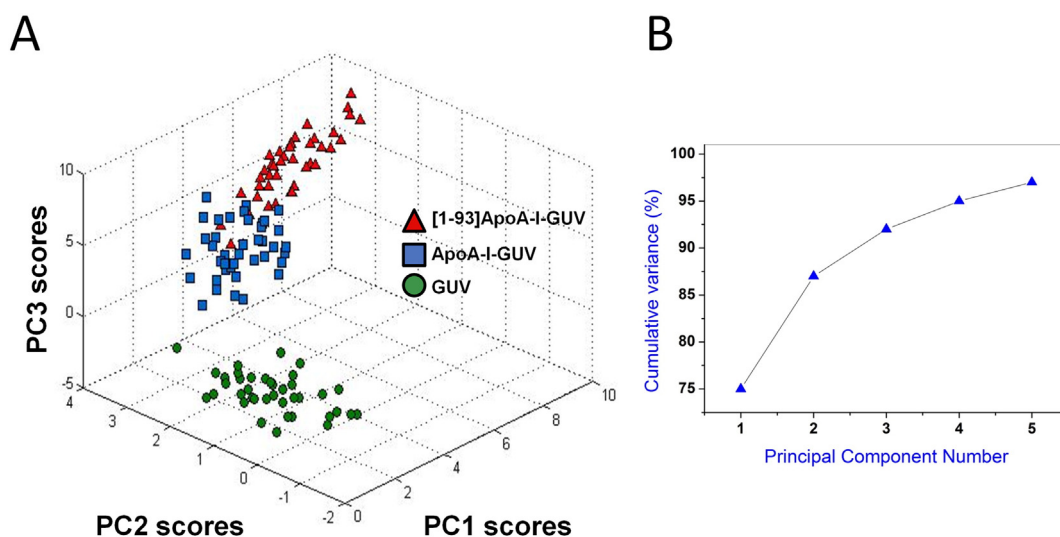 A
B
10
5
0
-5
PC3 scores
4
3
2
1
0
-1
-2
PC2 scores
0
2
4
6
8
10
PC1 scores
[1-93]ApoA-I-GUV
ApoA-I-GUV
GUV
100
95
90
85
80
75
Cumulative variance (%)
1 2 3 4 5
Principal Component Number